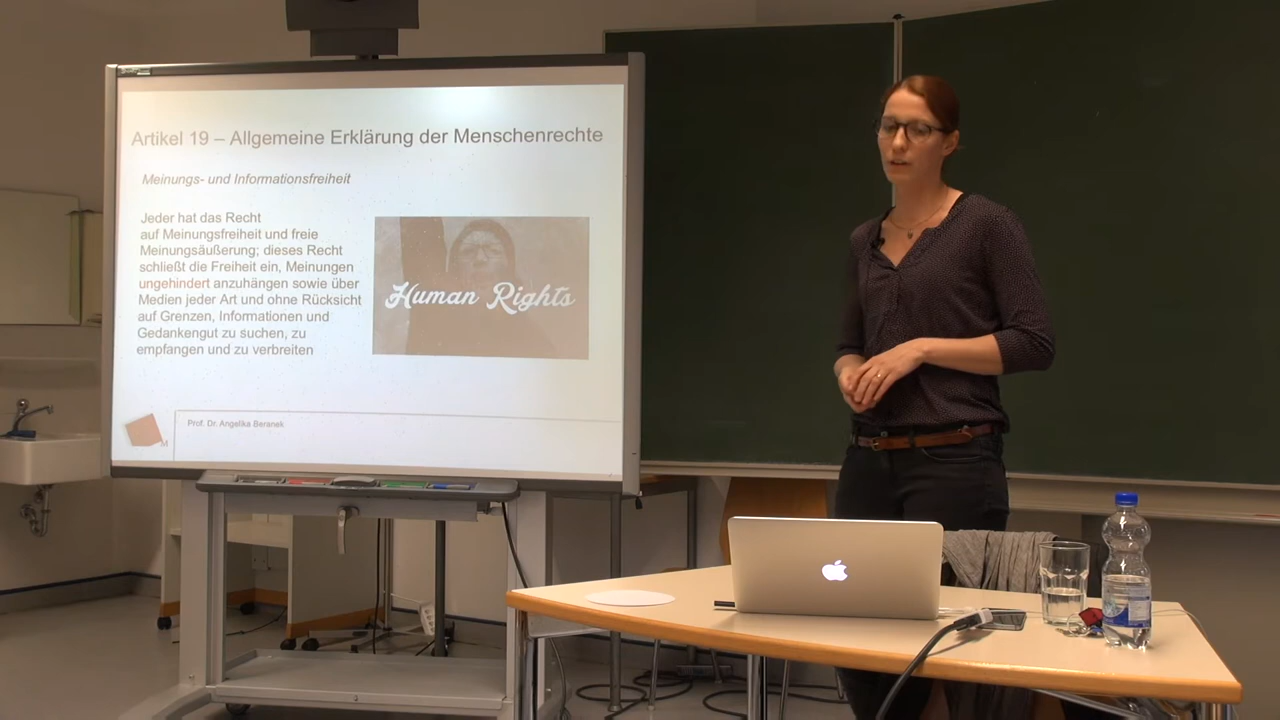 Artikel 19 – Allgemeine Erklärung der Menschenrechte
Meinungs- und Informationsfreiheit
Jeder hat das Recht
auf Meinungsfreiheit und freie
Meinungsäußerung; dieses Recht
schließt die Freiheit ein, Meinungen
ungehindert anzuhängen sowie über
Medien jeder Art und ohne Rücksicht
auf Grenzen, Informationen und
Gedankengut zu suchen, zu
empfangen und zu verbreiten
Human Rights
Prof. Dr. Angelika Beranek
M